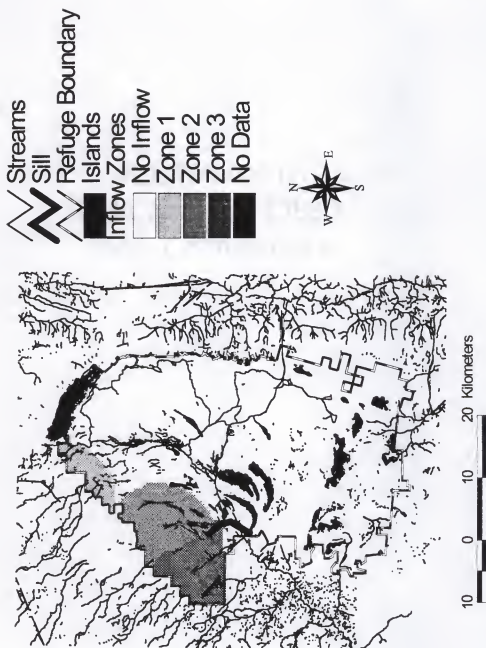 Streams
Sill
Refuge Boundary
Islands
Inflow Zones
No Inflow
Zone 1
Zone 2
Zone 3
No Data
N
W E
S
10 0 10 20 Kilometers